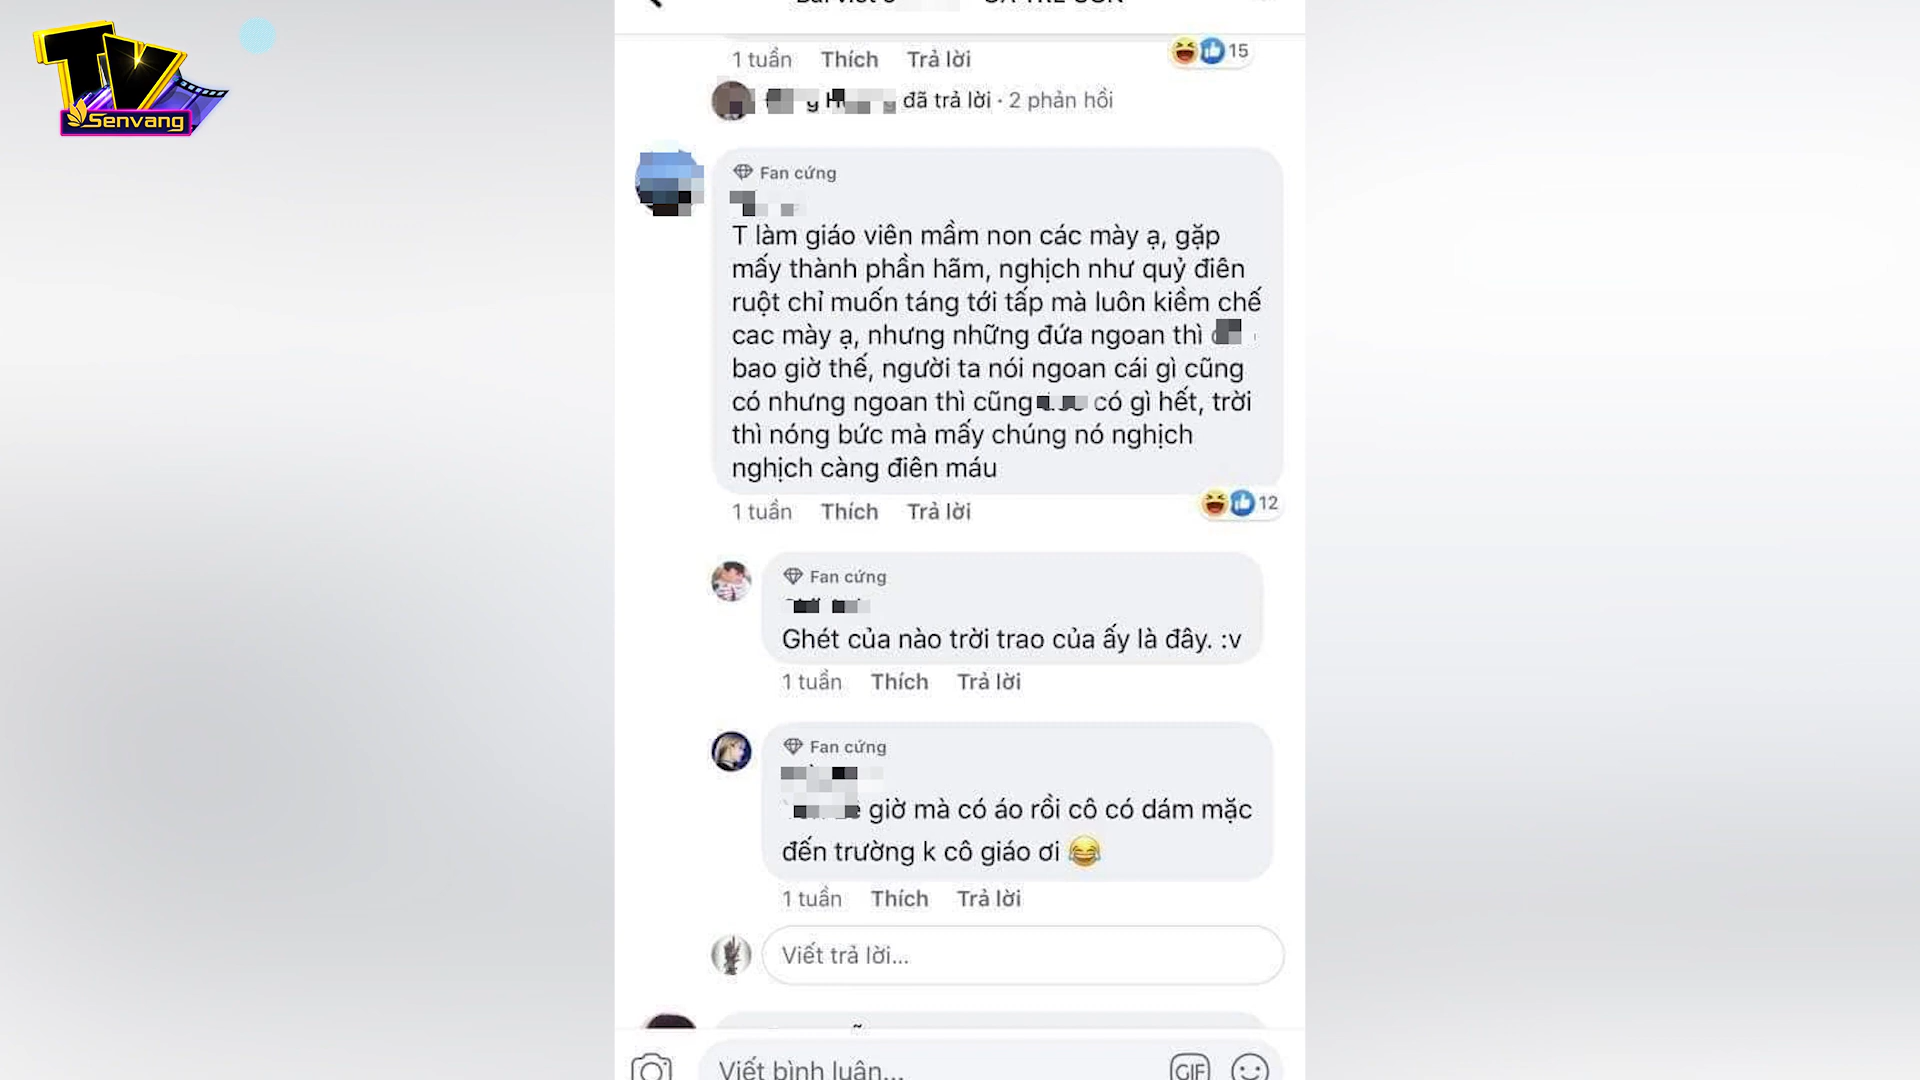 TV
Senvang
1 tuần Thích Trả lời 15
đã trả lời · 2 phản hồi
Fan cứng
T làm giáo viên mầm non các mày ạ, gặp
mấy thành phần hãm, nghịch như quỷ điên
ruột chỉ muốn táng tới tấp mà luôn kiềm chế
cac mày ạ, nhưng những đứa ngoan thì
bao giờ thế, người ta nói ngoan cái gì cũng
có nhưng ngoan thì cũng có gì hết, trời
thì nóng bức mà mấy chúng nó nghịch
nghịch càng điên máu
1 tuần Thích Trả lời 12
Fan cứng
Ghét của nào trời trao của ấy là đây. :v
1 tuần Thích Trả lời
Fan cứng
giờ mà có áo rồi cô có dám mặc
đến trường k cô giáo ơi 😂
1 tuần Thích Trả lời
Viết trả lời...
Viết bình luận...
GIF